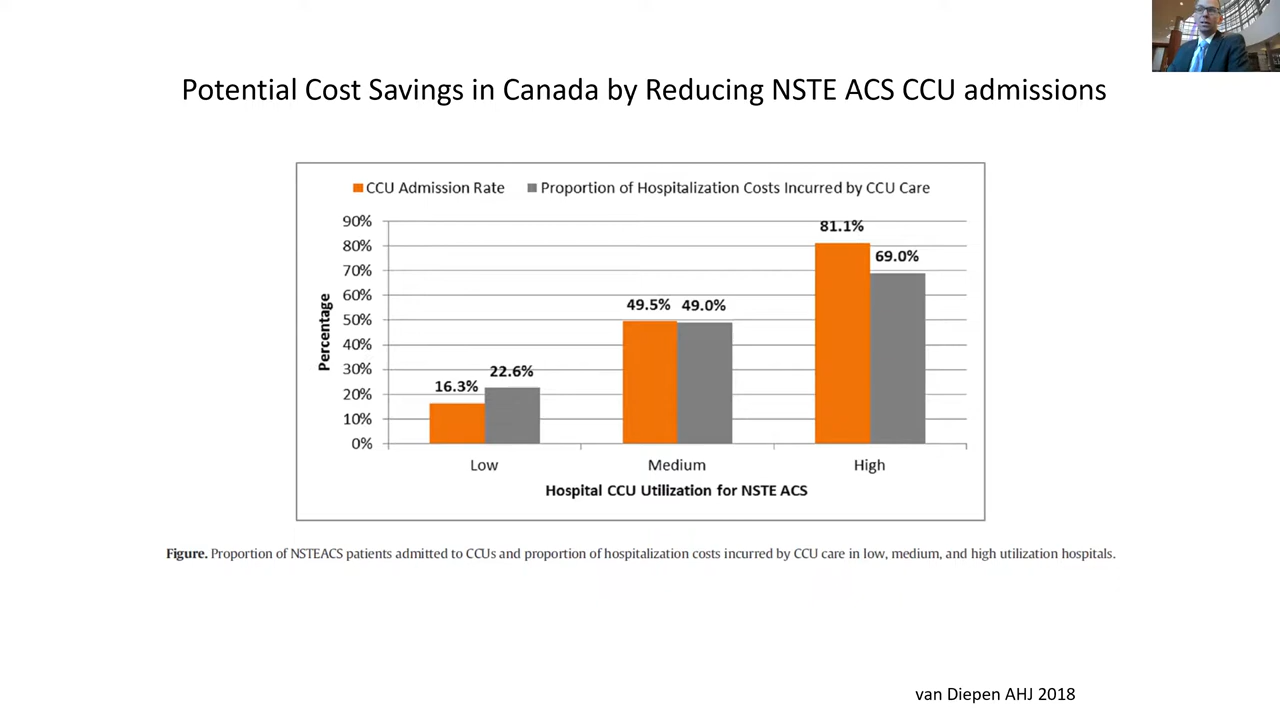 Potential Cost Savings in Canada by Reducing NSTE ACS CCU admissions
CCU Admission Rate
Proportion of Hospitalization Costs Incurred by CCU Care
90%
80%
70%
60%
50%
40%
30%
20%
10%
0%
Percentage
16.3%
22.6%
49.5%
49.0%
81.1%
69.0%
Low
Medium
High
Hospital CCU Utilization for NSTE ACS
Figure. Proportion of NSTEACS patients admitted to CCUs and proportion of hospitalization costs incurred by CCU care in low, medium, and high utilization hospitals.
van Diepen AHJ 2018